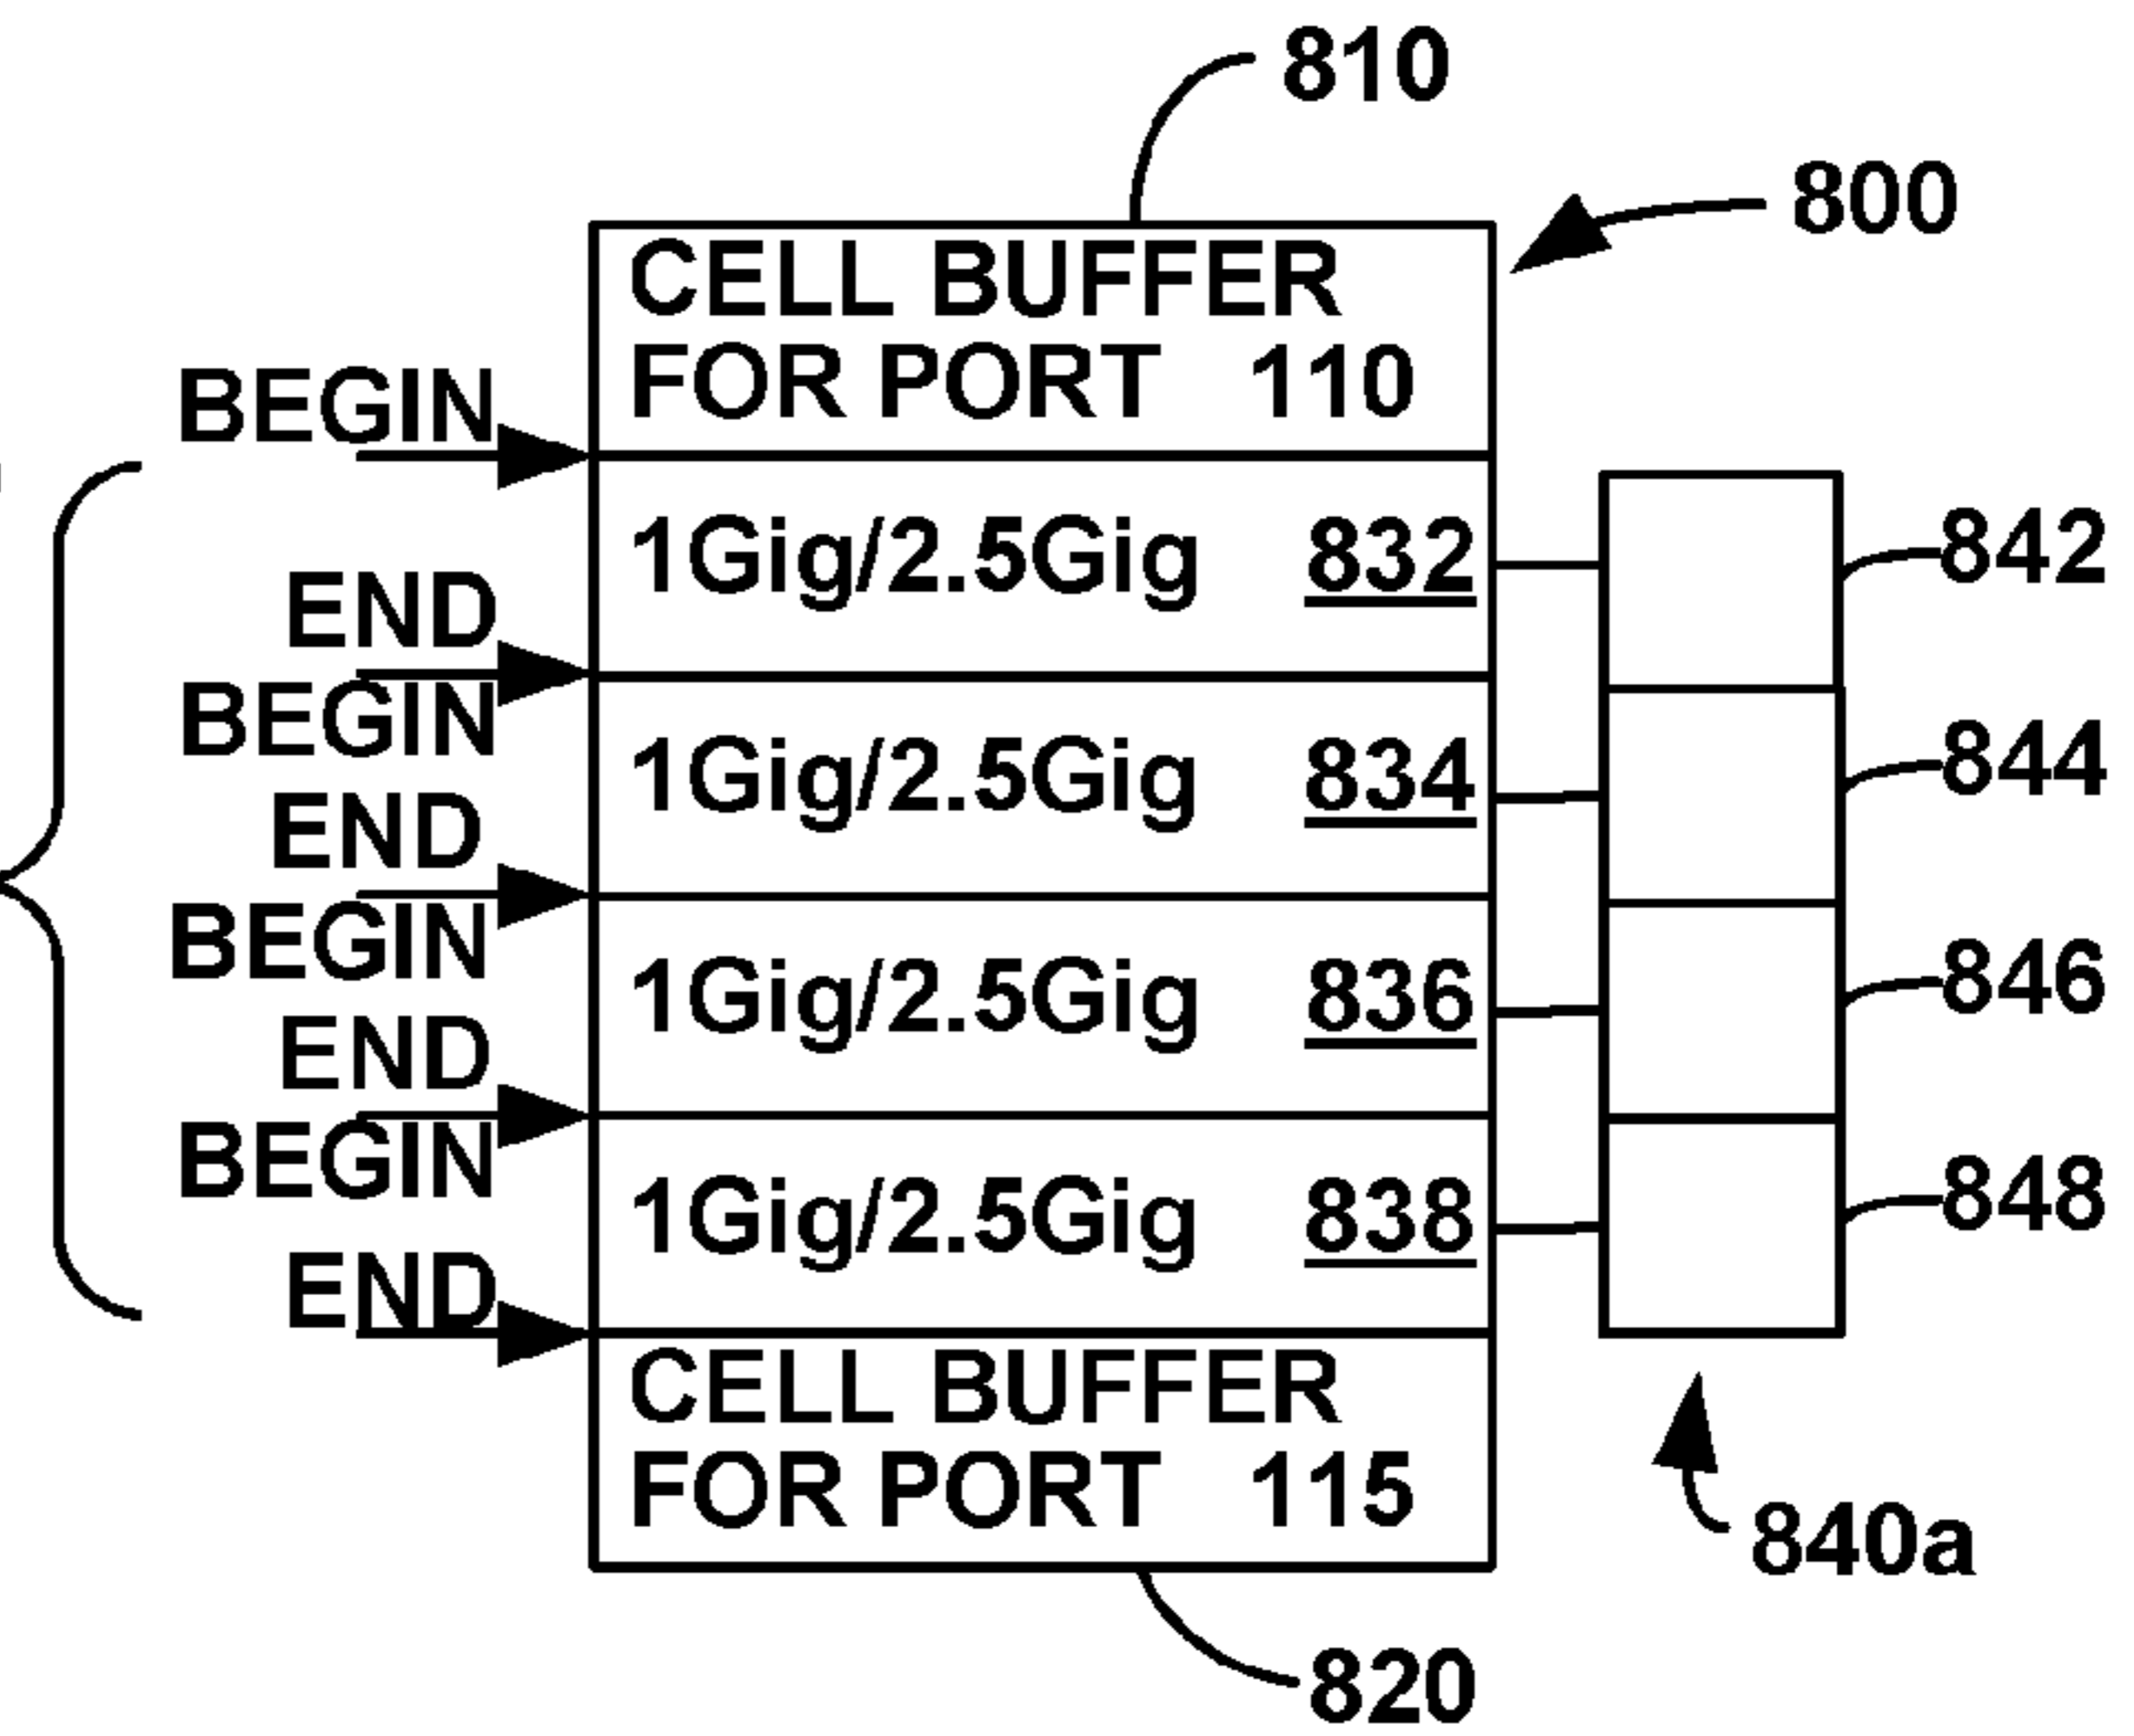 810
800
CELL BUFFER
FOR PORT 110
BEGIN
1Gig/2.5Gig 832
842
END
BEGIN
1Gig/2.5Gig 834
844
END
BEGIN
1Gig/2.5Gig 836
846
END
BEGIN
1Gig/2.5Gig 838
848
END
CELL BUFFER
FOR PORT 115
840a
820